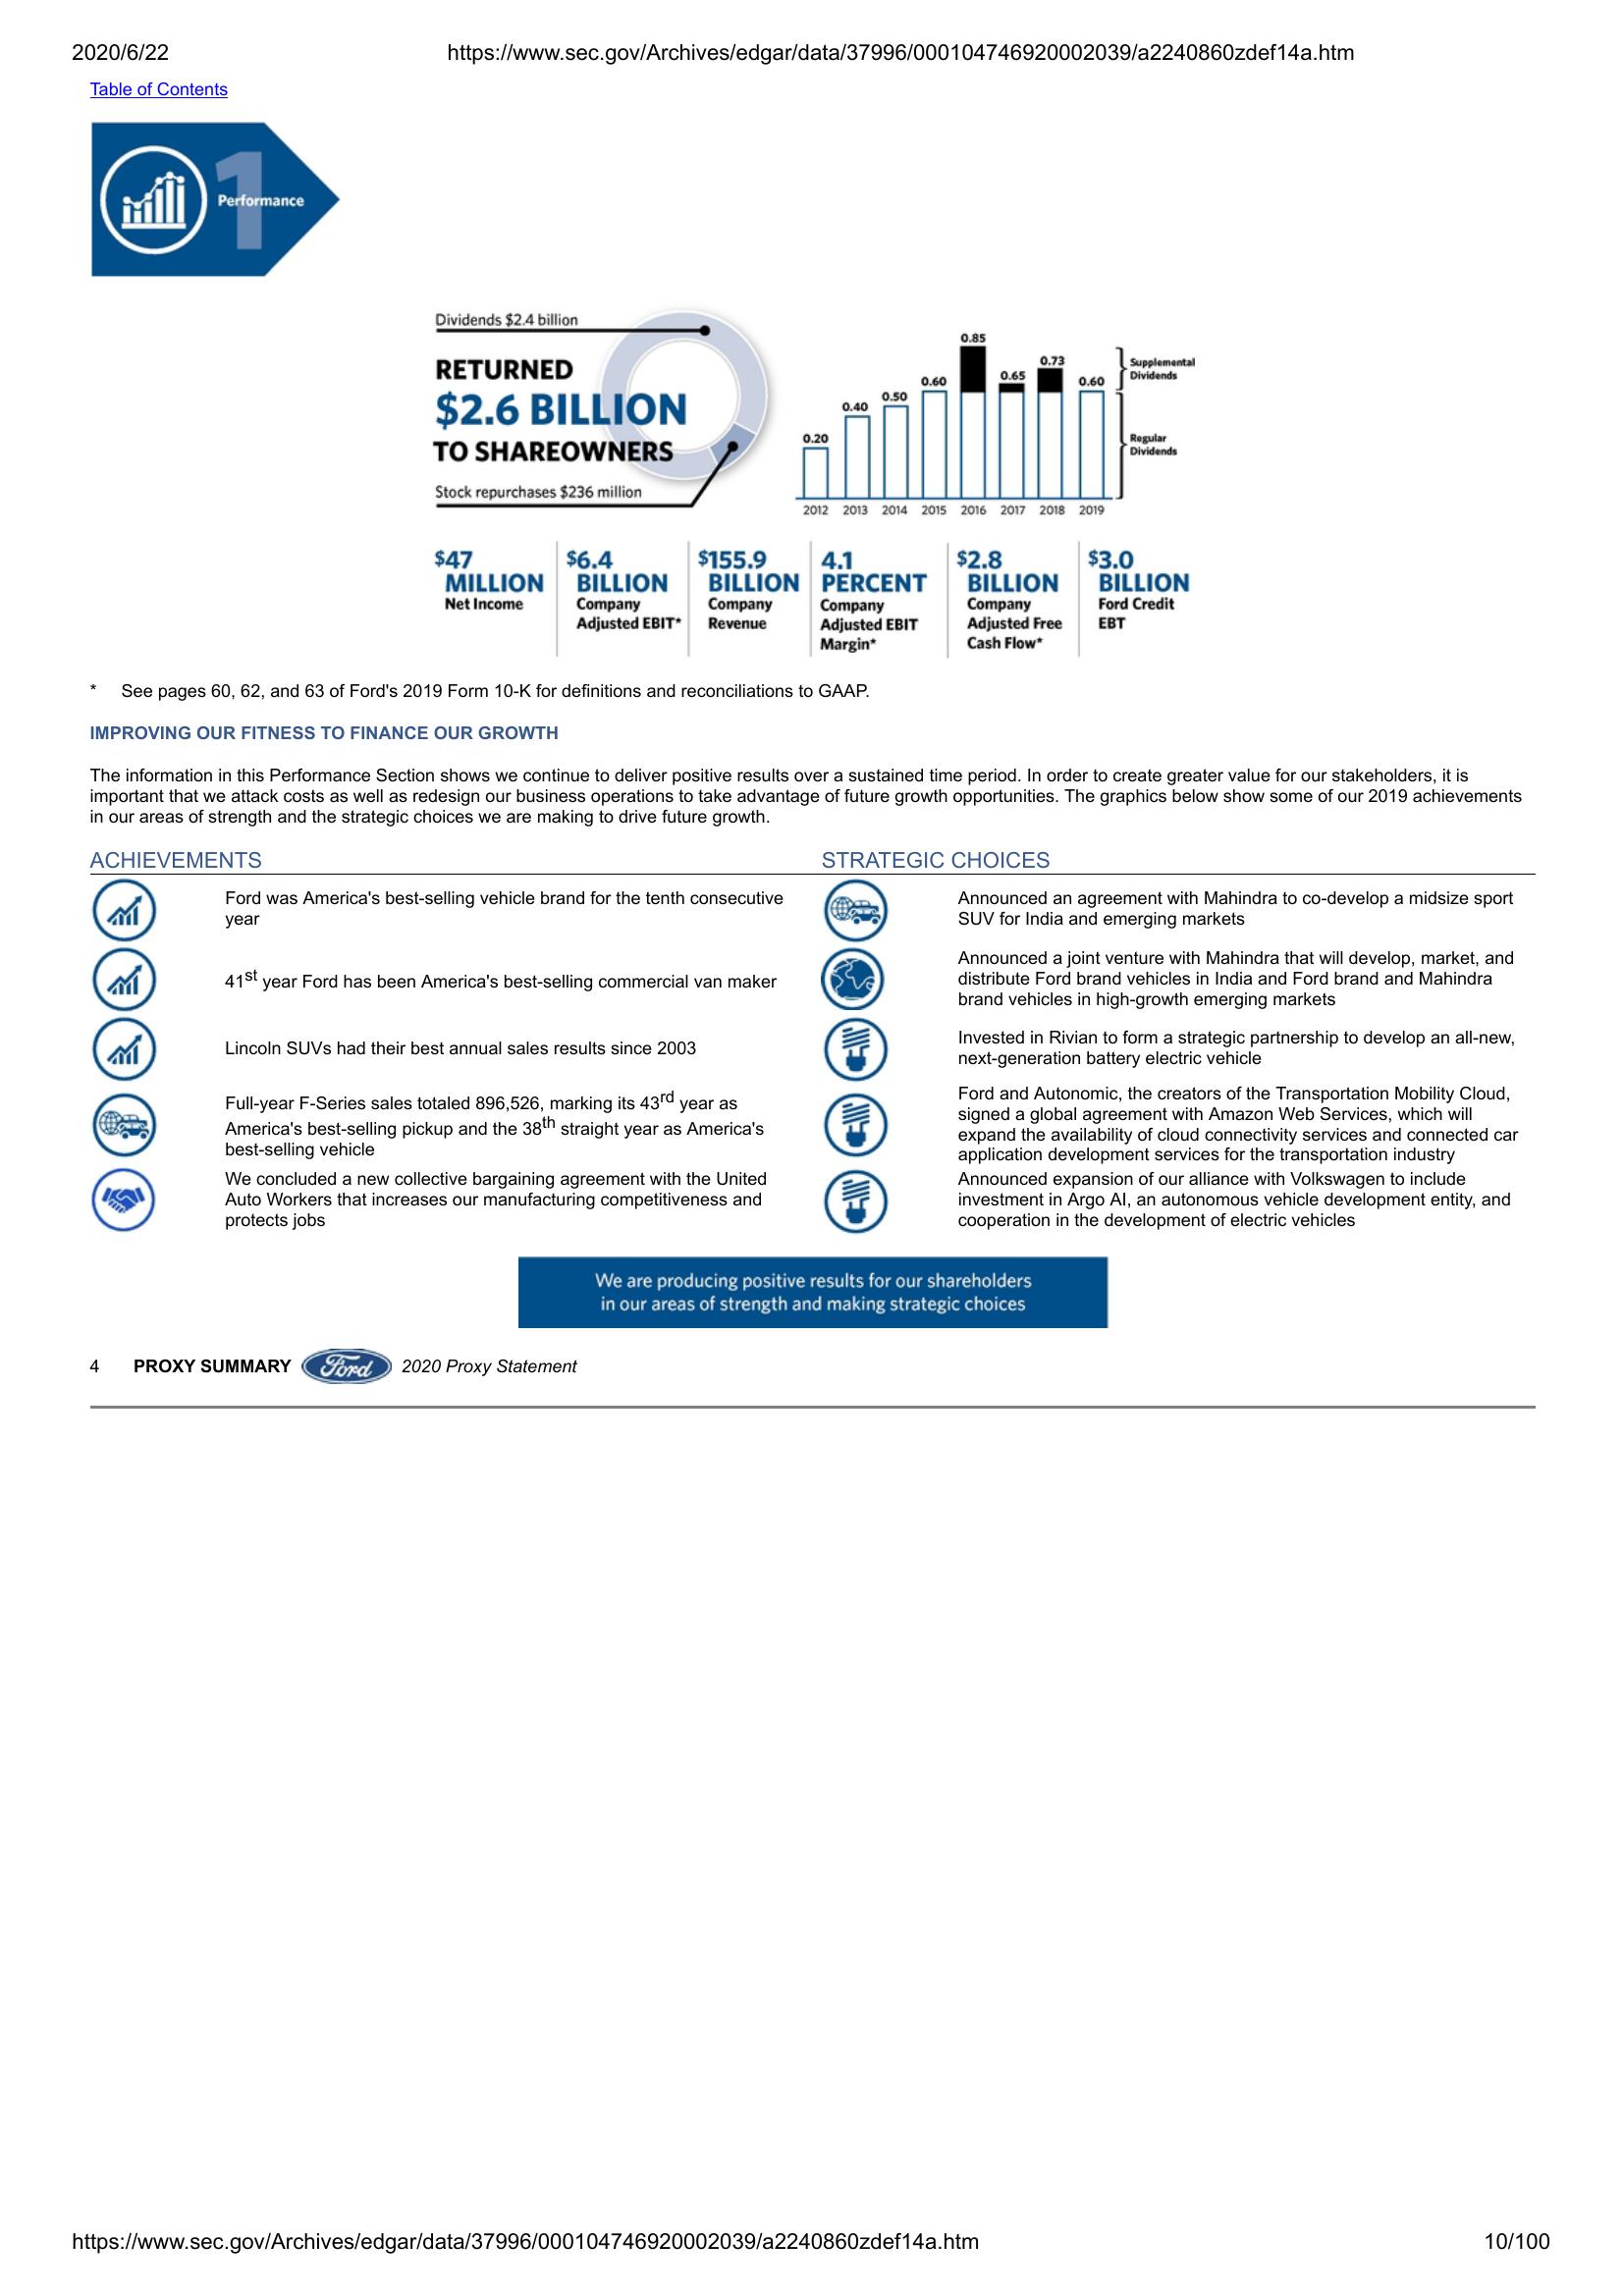 2020/6/22
https://www.sec.gov/Archives/edgar/data/37996/000104746920002039/a2240860zdef14a.htm
Table of Contents
1
Performance
Dividends $2.4 billion
RETURNED
$2.6 BILLION
TO SHAREOWNERS
Stock repurchases $236 million
0.20
0.40
0.50
0.60
0.85
0.65
0.73
0.60
Supplemental
Dividends
Regular
Dividends
2012 2013 2014 2015 2016 2017 2018 2019
$47
MILLION
Net Income
$6.4
BILLION
Company
Adjusted EBIT*
$155.9
BILLION
Company
Revenue
4.1
PERCENT
Company
Adjusted EBIT
Margin*
$2.8
BILLION
Company
Adjusted Free
Cash Flow*
$3.0
BILLION
Ford Credit
EBT
* See pages 60, 62, and 63 of Ford's 2019 Form 10-K for definitions and reconciliations to GAAP.
IMPROVING OUR FITNESS TO FINANCE OUR GROWTH
The information in this Performance Section shows we continue to deliver positive results over a sustained time period. In order to create greater value for our stakeholders, it is
important that we attack costs as well as redesign our business operations to take advantage of future growth opportunities. The graphics below show some of our 2019 achievements
in our areas of strength and the strategic choices we are making to drive future growth.
ACHIEVEMENTS
Ford was America's best-selling vehicle brand for the tenth consecutive
year
41st year Ford has been America's best-selling commercial van maker
Lincoln SUVs had their best annual sales results since 2003
Full-year F-Series sales totaled 896,526, marking its 43rd year as
America's best-selling pickup and the 38th straight year as America's
best-selling vehicle
We concluded a new collective bargaining agreement with the United
Auto Workers that increases our manufacturing competitiveness and
protects jobs
STRATEGIC CHOICES
Announced an agreement with Mahindra to co-develop a midsize sport
SUV for India and emerging markets
Announced a joint venture with Mahindra that will develop, market, and
distribute Ford brand vehicles in India and Ford brand and Mahindra
brand vehicles in high-growth emerging markets
Invested in Rivian to form a strategic partnership to develop an all-new,
next-generation battery electric vehicle
Ford and Autonomic, the creators of the Transportation Mobility Cloud,
signed a global agreement with Amazon Web Services, which will
expand the availability of cloud connectivity services and connected car
application development services for the transportation industry
Announced expansion of our alliance with Volkswagen to include
investment in Argo AI, an autonomous vehicle development entity, and
cooperation in the development of electric vehicles
We are producing positive results for our shareholders
in our areas of strength and making strategic choices
4 PROXY SUMMARY Ford 2020 Proxy Statement
https://www.sec.gov/Archives/edgar/data/37996/000104746920002039/a2240860zdef14a.htm
10/100